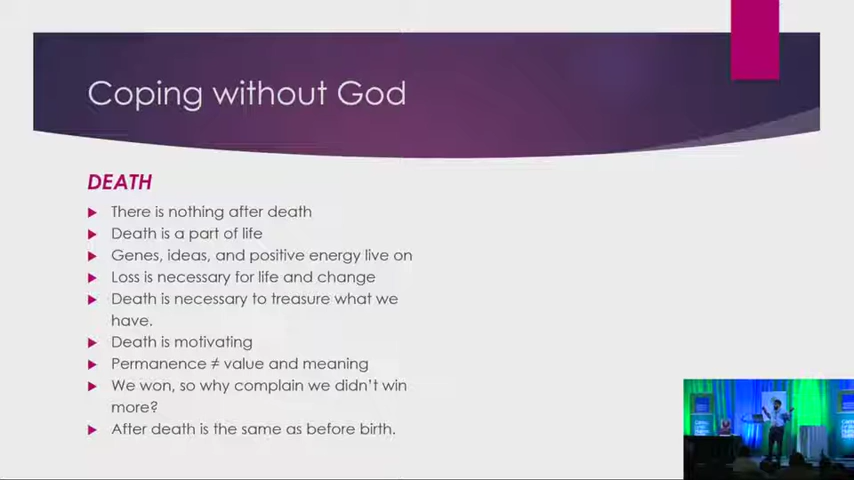 Coping without God
DEATH
There is nothing after death
Death is a part of life
Genes, ideas, and positive energy live on
Loss is necessary for life and change
Death is necessary to treasure what we
have.
Death is motivating
Permanence ≠ value and meaning
We won, so why complain we didn't win
more?
After death is the same as before birth.